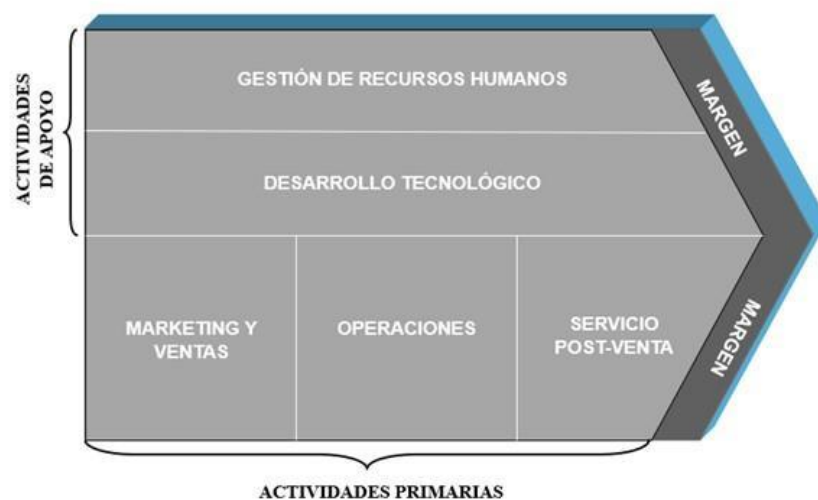 ACTIVIDADES
DE APOYO
GESTIÓN DE RECURSOS HUMANOS
MARGEN
DESARROLLO TECNOLÓGICO
MARKETING Y
VENTAS
OPERACIONES
SERVICIO
POST-VENTA
MARGEN
ACTIVIDADES PRIMARIAS